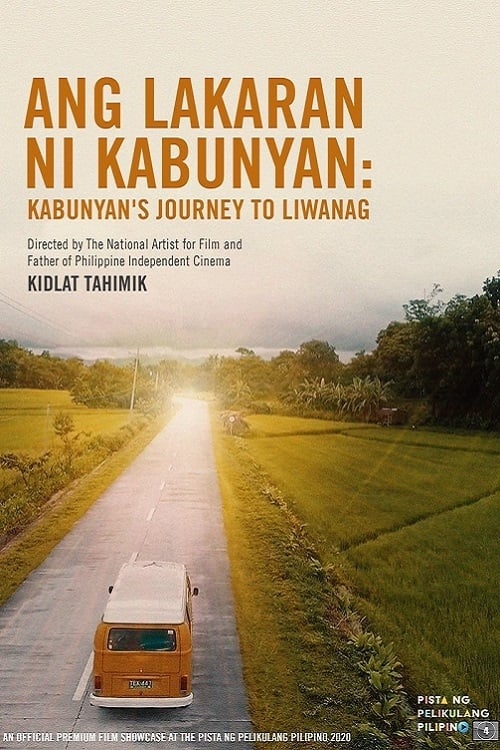 ANG LAKARAN
NI KABUNYAN:
KABUNYAN'S JOURNEY TO LIWANAG
Directed by The National Artist for Film and
Father of Philippine Independent Cinema
KIDLAT TAHIMIK
PISTA NG
PELIKULANG
PILIPINO
4
AN OFFICIAL PREMIUM FILM SHOWCASE AT THE PISTA NG PELIKULANG PILIPINO 2020